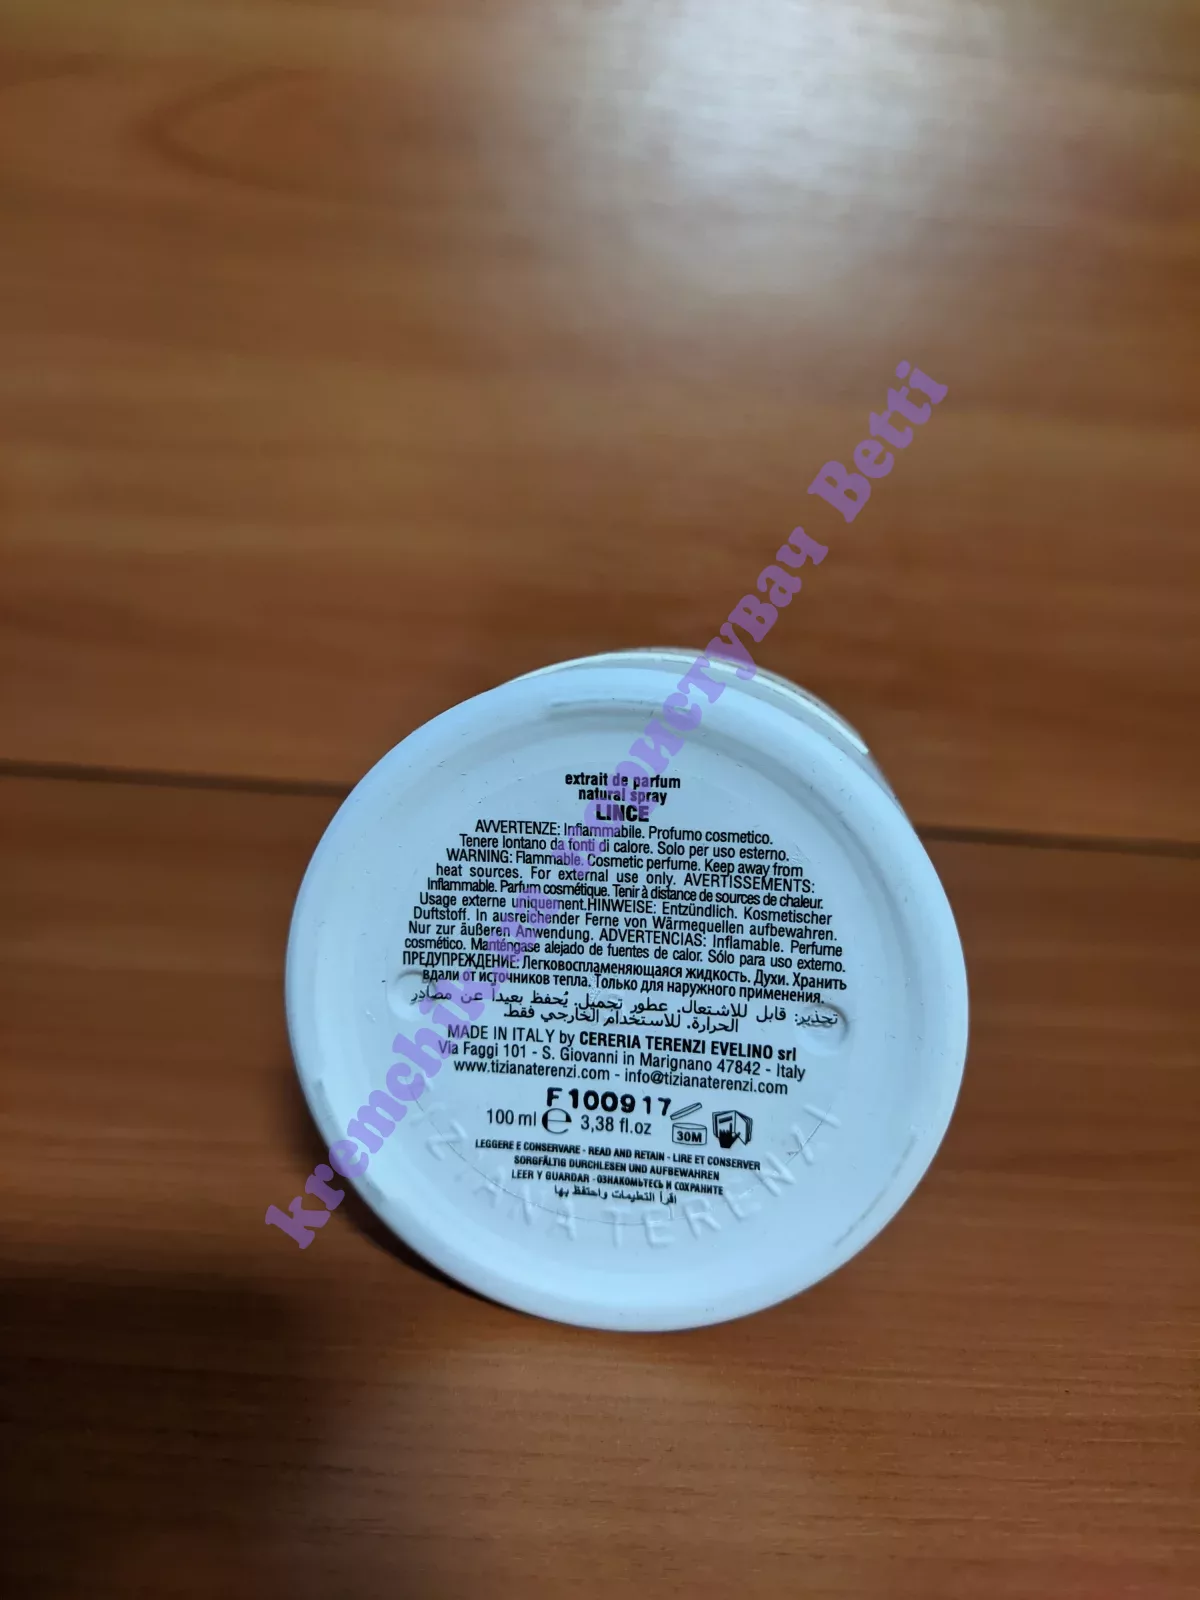 extrait de parfum
natural spray
LINCE
AVVERTENZE: Infiammabile. Profumo cosmetico.
Tenere lontano da fonti di calore. Solo per uso esterno.
WARNING: Flammable. Cosmetic perfume. Keep away from
heat sources. For external use only. AVERTISSEMENTS:
Inflammable. Parfum cosmétique. Tenir à distance de sources de chaleur.
Usage externe uniquement.HINWEISE: Entzündlich. Kosmetischer
Duftstoff. In ausreichender Ferne von Wärmequellen aufbewahren.
Nur zur äußeren Anwendung. ADVERTENCIAS: Inflamable. Perfume
cosmético. Manténgase alejado de fuentes de calor. Sólo para uso externo.
ПРЕДУПРЕЖДЕНИЕ: Легковоспламеняющаяся жидкость. Духи. Хранить
вдали от источников тепла. Только для наружного применения.
تحذير: قابل للاشتعال. عطور تجميل. يُحفظ بعيدا عن مصادر
الحرارة. للاستخدام الخارجي فقط.
MADE IN ITALY by CERERIA TERENZI EVELINO srl
Via Faggi 101 - S. Giovanni in Marignano 47842 - Italy
www.tizianaterenzi.com - info@tizianaterenzi.com
F100917
100 ml e 3,38 fl.oz
30M
LEGGERE E CONSERVARE - READ AND RETAIN - LIRE ET CONSERVER
SORGFÄLTIG DURCHLESEN UND AUFBEWAHREN
LEER Y GUARDAR - ОЗНАКОМЬТЕСЬ И СОХРАНИТЕ
اقرأ التعليمات واحتفظ بها
TERENZI
Betti